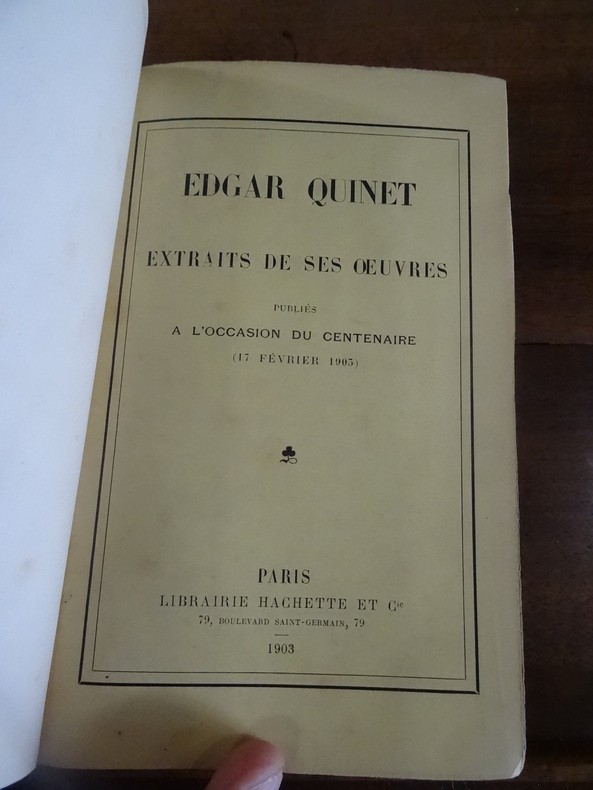 EDGAR QUINET
EXTRAITS DE SES ŒUVRES
PUBLIÉS
A L'OCCASION DU CENTENAIRE
(17 FÉVRIER 1903)
PARIS
LIBRAIRIE HACHETTE ET Cie
79, BOULEVARD SAINT-GERMAIN, 79
1903